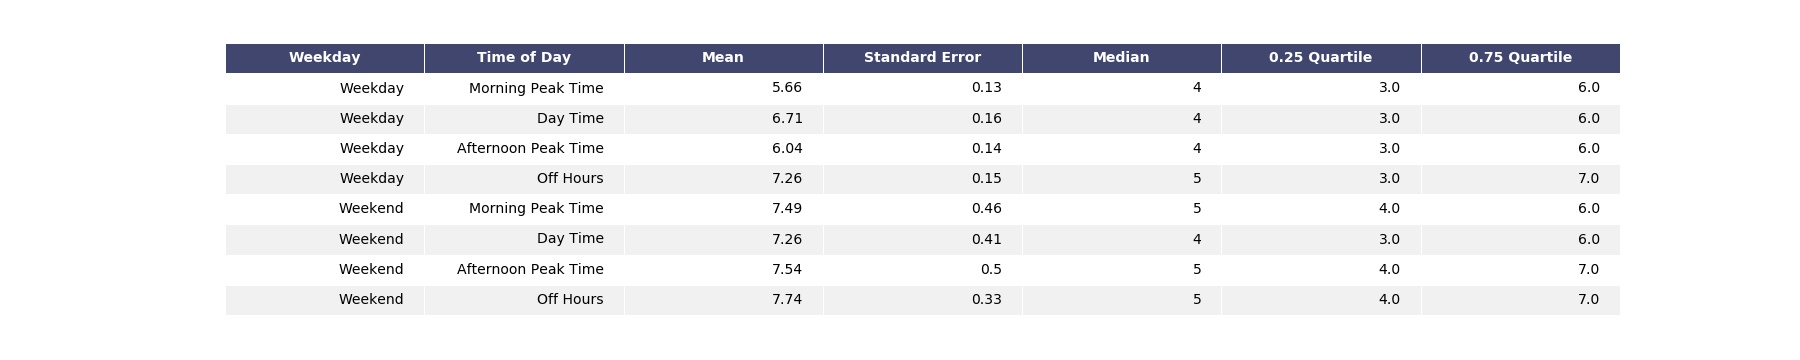 Weekday Time of Day Mean Standard Error Median 0.25 Quartile 0.75 Quartile
Weekday Morning Peak Time 5.66 0.13 4 3.0 6.0
Weekday Day Time 6.71 0.16 4 3.0 6.0
Weekday Afternoon Peak Time 6.04 0.14 4 3.0 6.0
Weekday Off Hours 7.26 0.15 5 3.0 7.0
Weekend Morning Peak Time 7.49 0.46 5 4.0 6.0
Weekend Day Time 7.26 0.41 4 3.0 6.0
Weekend Afternoon Peak Time 7.54 0.5 5 4.0 7.0
Weekend Off Hours 7.74 0.33 5 4.0 7.0